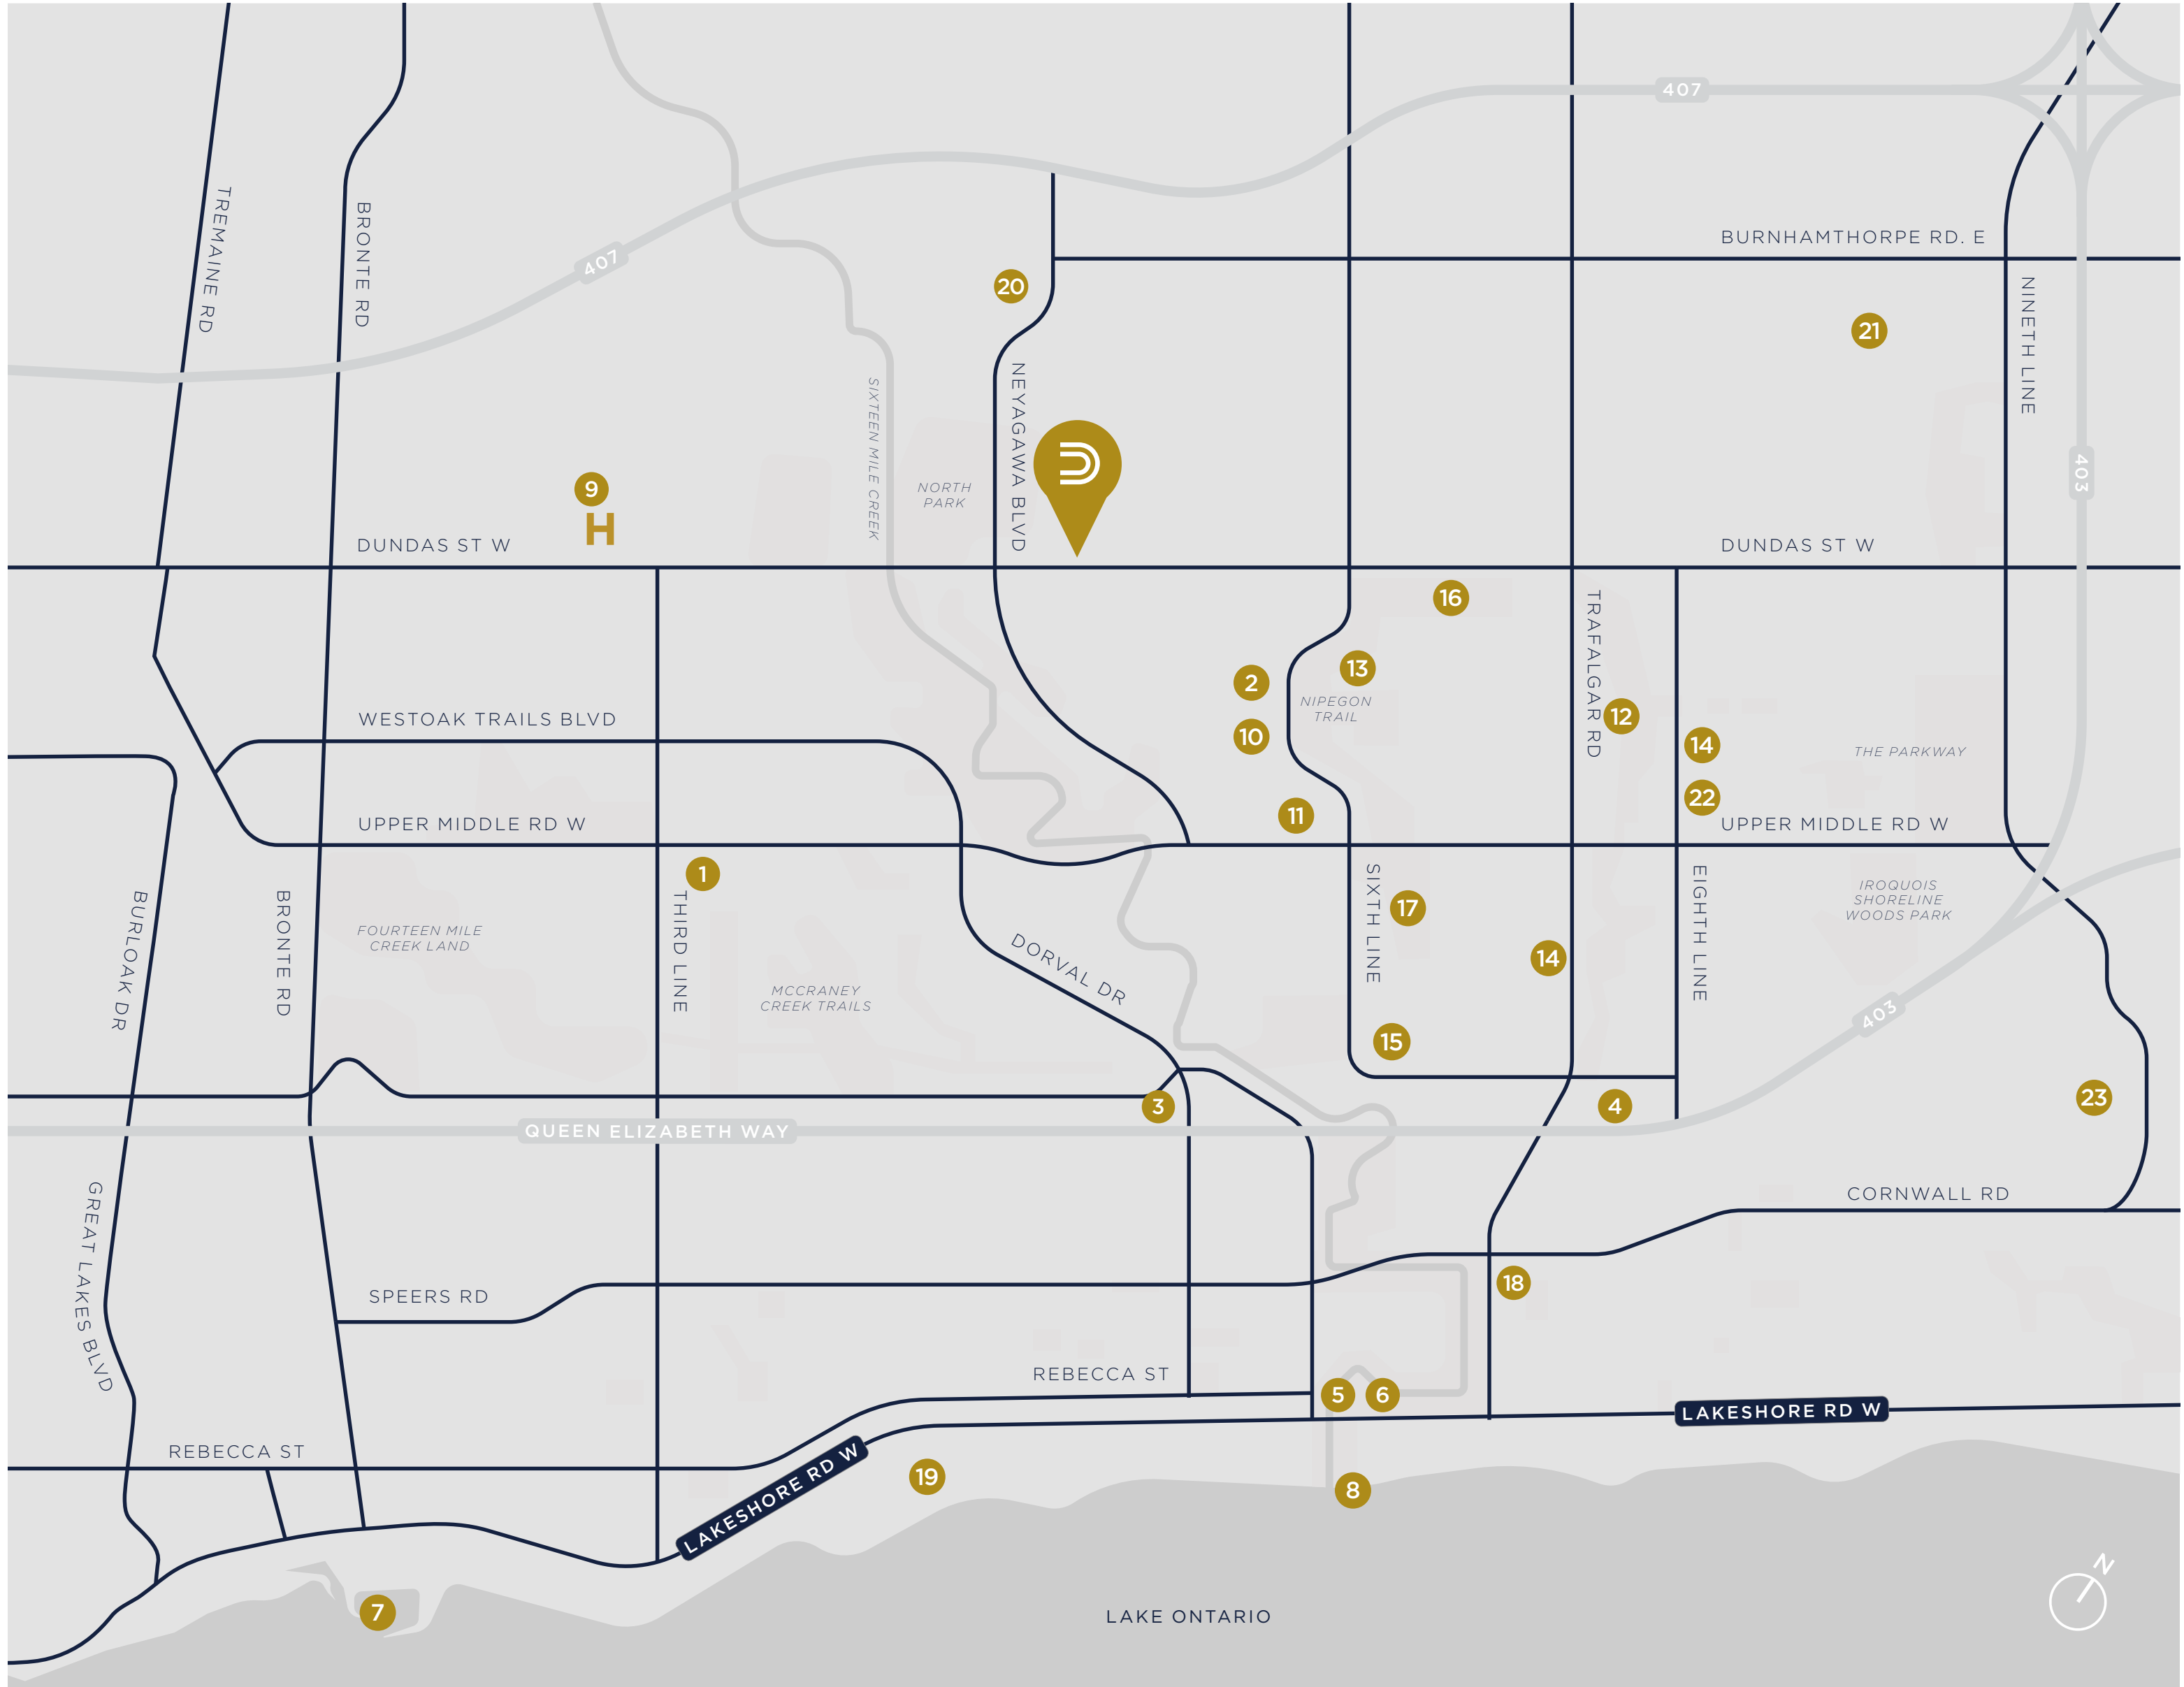 407
TREMAINE RD
BRONTE RD
407
BURNHAMTHORPE RD. E
20
21
NINETH LINE
SIXTEEN MILE CREEK
NEYAGAWA BLVD
NORTH
PARK
9
H
403
DUNDAS ST W
DUNDAS ST W
16
TRAFALGAR RD
13
2
NIPEGON
TRAIL
10
12
14
22
THE PARKWAY
WESTOAK TRAILS BLVD
11
UPPER MIDDLE RD W
UPPER MIDDLE RD W
1
THIRD LINE
BURLOAK DR
BRONTE RD
FOURTEEN MILE
CREEK LAND
MCCRANEY
CREEK TRAILS
DORVAL DR
SIXTH LINE
17
14
EIGHTH LINE
IROQUOIS
SHORELINE
WOODS PARK
403
15
3
4
23
QUEEN ELIZABETH WAY
GREAT LAKES BLVD
CORNWALL RD
SPEERS RD
18
REBECCA ST
5
6
LAKESHORE RD W
REBECCA ST
LAKESHORE RD W
19
8
7
LAKE ONTARIO
N